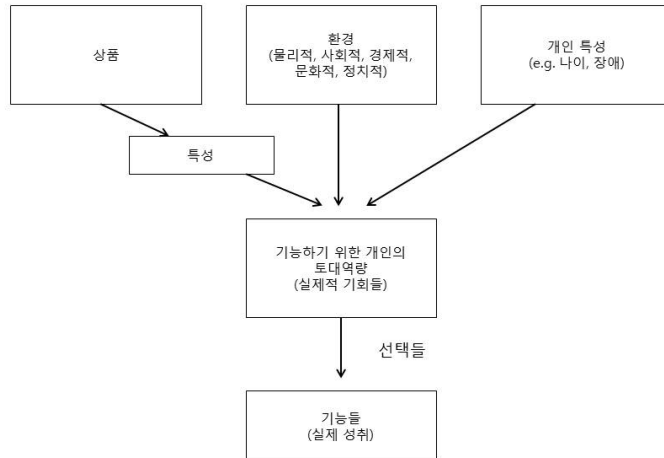 상품
환경
(물리적, 사회적, 경제적,
문화적, 정치적)
개인 특성
(e.g. 나이, 장애)
특성
기능하기 위한 개인의
토대역량
(실제적 기회들)
선택들
기능들
(실제 성취)